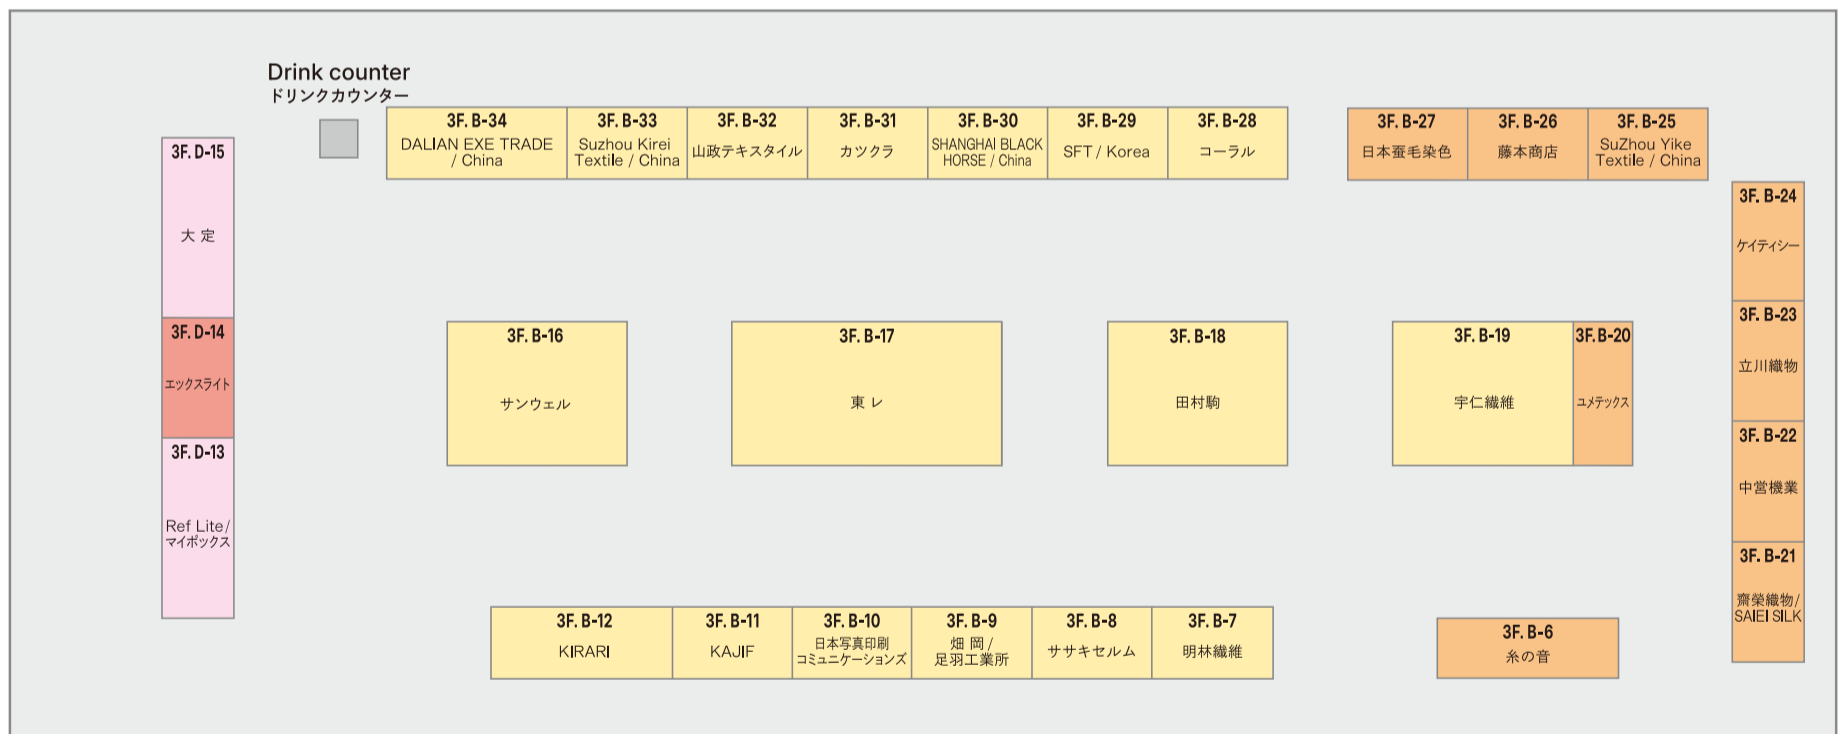 Drink counter
ドリンクカウンター
3F. B-34
DALIAN EXE TRADE
/ China
3F. B-33
Suzhou Kirei
Textile / China
3F. B-32
山政テキスタイル
3F. B-31
カツクラ
3F. B-30
SHANGHAI BLACK
HORSE / China
3F. B-29
SFT / Korea
3F. B-28
コーラル
3F. B-27
日本蚕毛染色
3F. B-26
藤本商店
3F. B-25
SuZhou Yike
Textile / China
3F. D-15
大 定
3F. B-24
ケイティシー
3F. D-14
エックスライト
3F. B-16
サンウェル
3F. B-17
東 レ
3F. B-18
田村駒
3F. B-19
宇仁繊維
3F. B-20
ユメテックス
3F. B-23
立川織物
3F. D-13
Ref Lite/
マイポックス
3F. B-22
中営機業
3F. B-21
齋榮織物/
SAIEI SILK
3F. B-12
KIRARI
3F. B-11
KAJIF
3F. B-10
日本写真印刷
コミュニケーションズ
3F. B-9
畑 岡 /
足羽工業所
3F. B-8
ササキセルム
3F. B-7
明林繊維
3F. B-6
糸の音